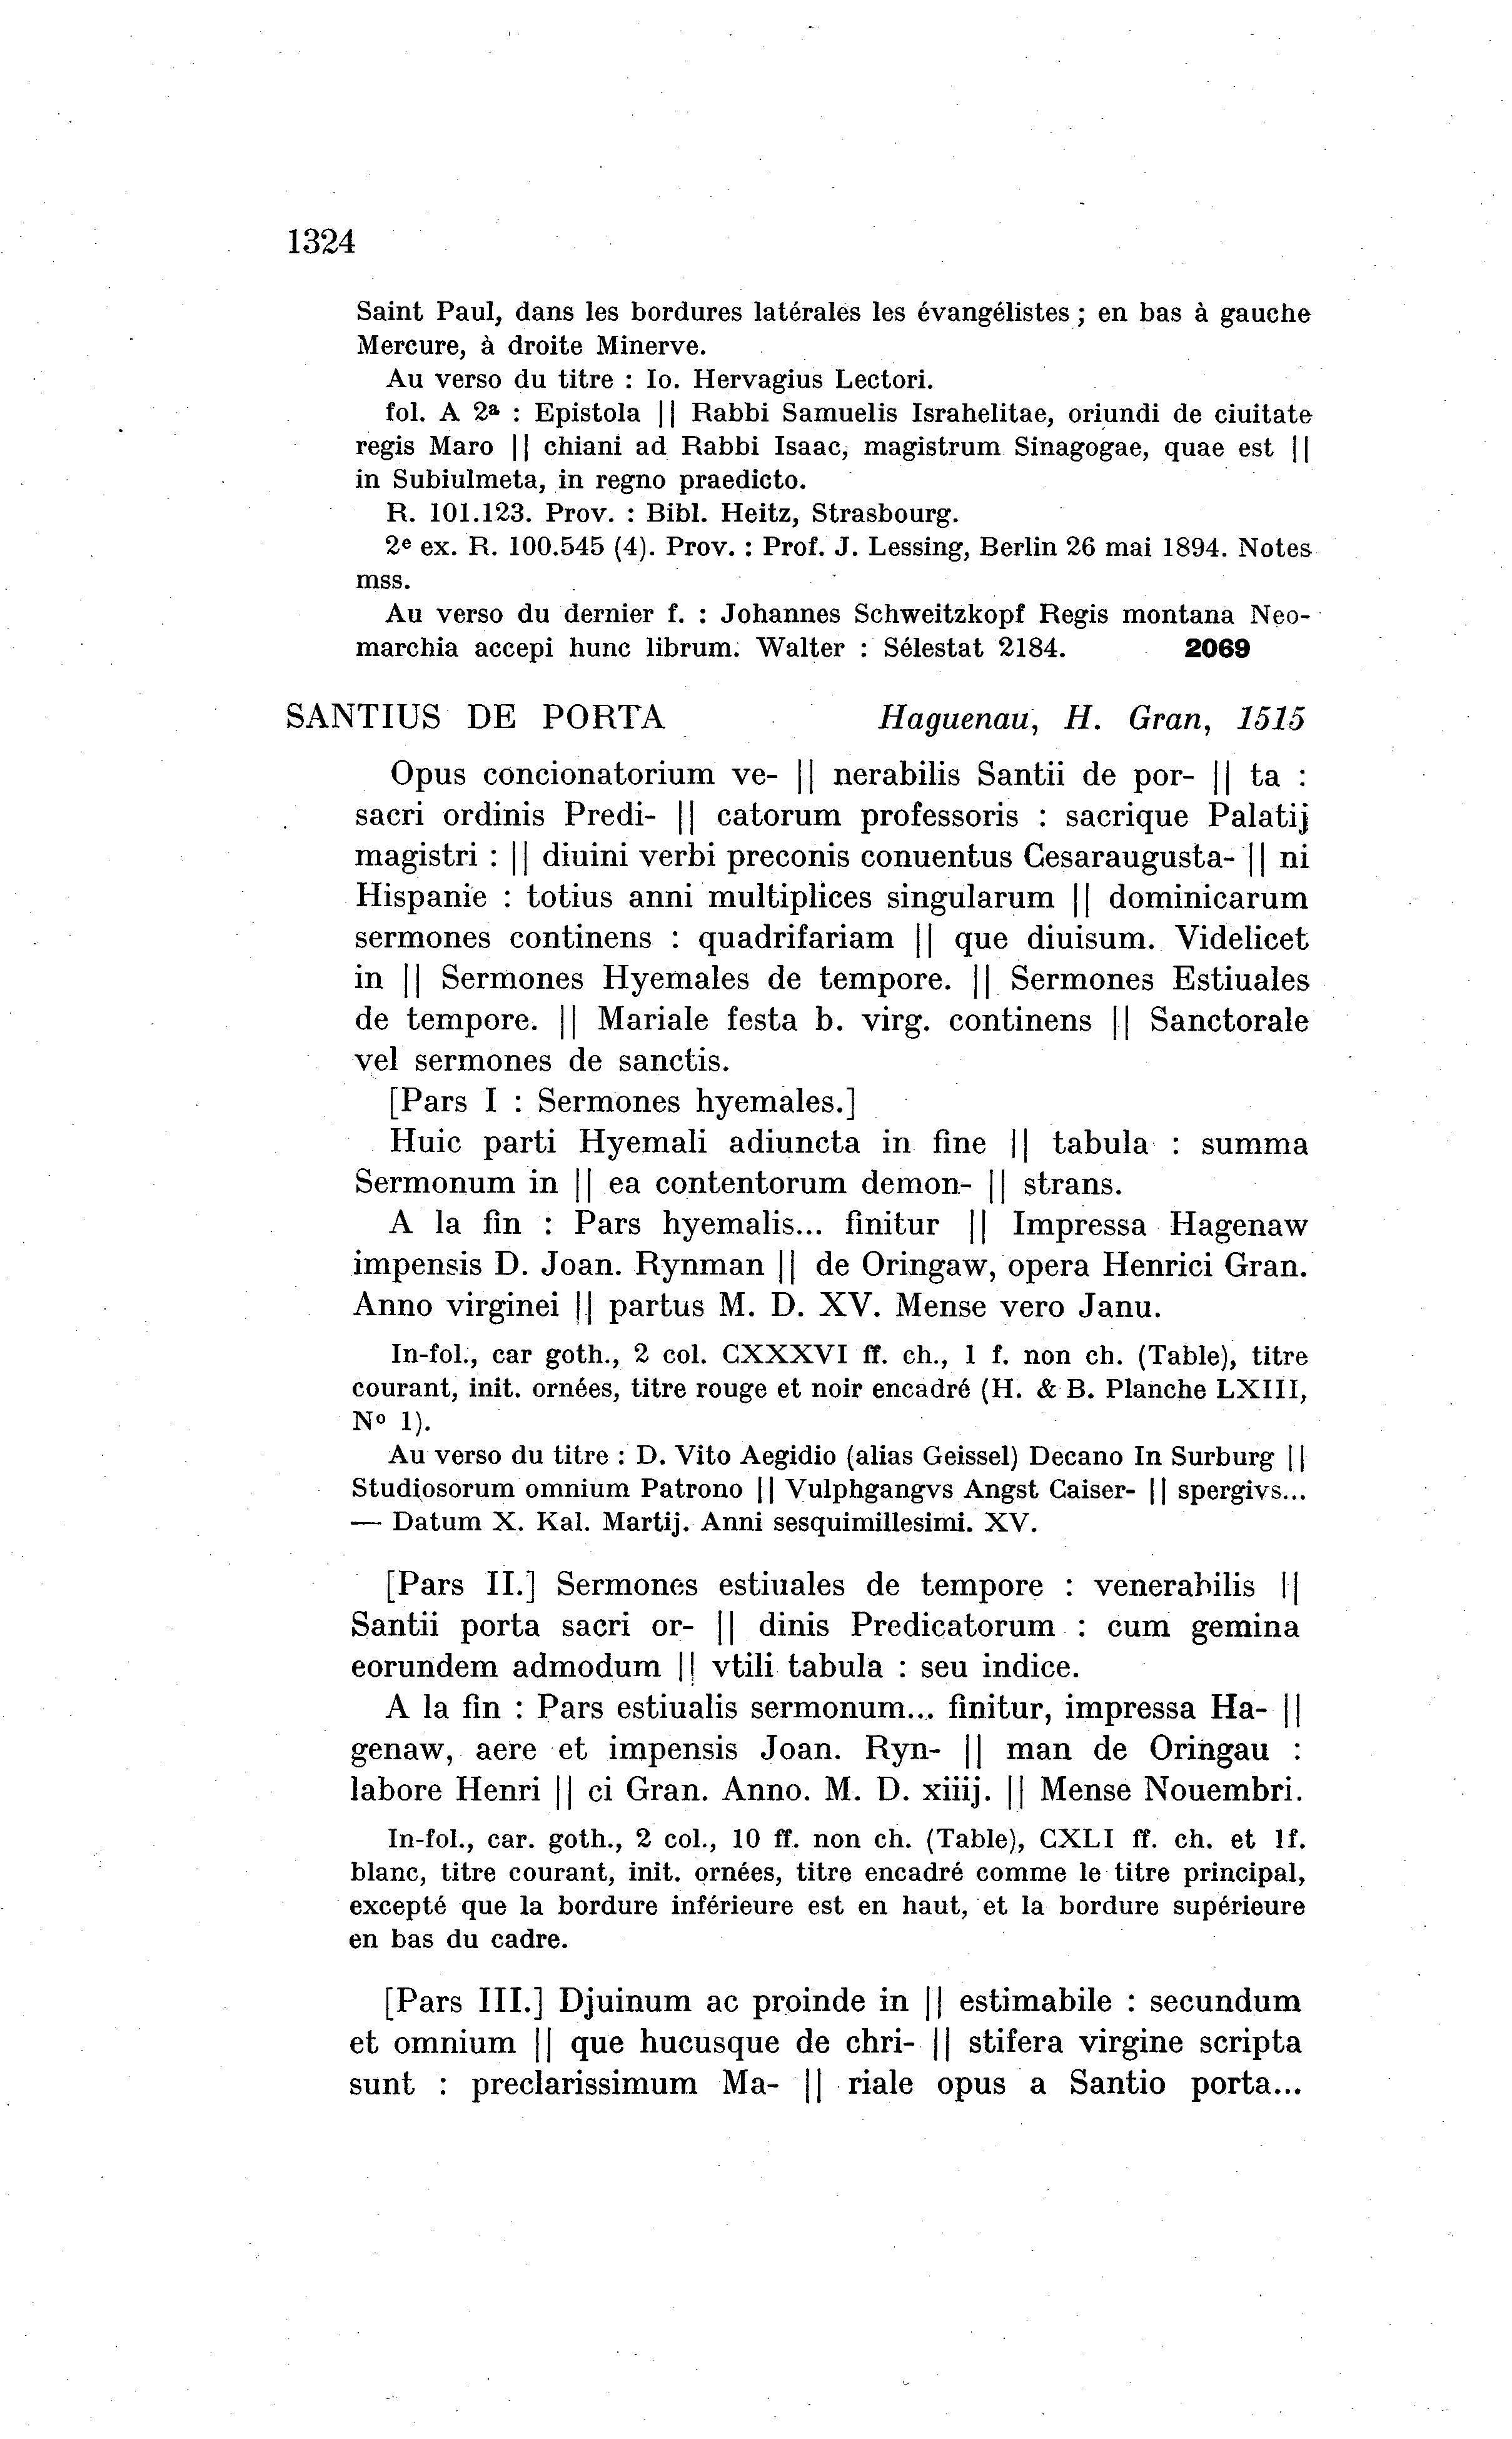 1324
Saint Paul, dans les bordures latérales les évangélistes ; en bas à gauche
Mercure, à droite Minerve.
Au verso du titre : Io. Hervagius Lectori.
fol. A 2ª : Epistola || Rabbi Samuelis Israhelitae, oriundi de ciuitate
regis Maro || chiani ad Rabbi Isaac, magistrum Sinagogae, quae est ||
in Subiulmeta, in regno praedicto.
R. 101.123. Prov. : Bibl. Heitz, Strasbourg.
2e ex. R. 100.545 (4). Prov. : Prof. J. Lessing, Berlin 26 mai 1894. Notes
mss.
Au verso du dernier f. : Johannes Schweitzkopf Regis montana Neo-
marchia accepi hunc librum. Walter : Sélestat 2184. 2069
SANTIUS DE PORTA Haguenau, H. Gran, 1515
Opus concionatorium ve- || nerabilis Santii de por- || ta :
sacri ordinis Predi- || catorum professoris : sacrique Palatij
magistri : || diuini verbi preconis conuentus Cesaraugusta- || ni
Hispanie : totius anni multiplices singularum || dominicarum
sermones continens : quadrifariam || que diuisum. Videlicet
in || Sermones Hyemales de tempore. || Sermones Estiuales
de tempore. || Mariale festa b. virg. continens || Sanctorale
vel sermones de sanctis.
[Pars I : Sermones hyemales.]
Huic parti Hyemali adiuncta in fine || tabula : summa
Sermonum in || ea contentorum demon- || strans.
A la fin : Pars hyemalis... finitur || Impressa Hagenaw
impensis D. Joan. Rynman || de Oringaw, opera Henrici Gran.
Anno virginei || partus M. D. XV. Mense vero Janu.
In-fol., car goth., 2 col. CXXXVI ff. ch., 1 f. non ch. (Table), titre
courant, init. ornées, titre rouge et noir encadré (H. & B. Planche LXIII,
No 1).
Au verso du titre : D. Vito Aegidio (alias Geissel) Decano In Surburg ||
Studiosorum omnium Patrono || Vulphgangvs Angst Caiser- || spergivs...
— Datum X. Kal. Martij. Anni sesquimillesimi. XV.
[Pars II.] Sermones estiuales de tempore : venerabilis ||
Santii porta sacri or- || dinis Predicatorum : cum gemina
eorundem admodum || vtili tabula : seu indice.
A la fin : Pars estiualis sermonum... finitur, impressa Ha- ||
genaw, aere et impensis Joan. Ryn- || man de Oringau :
labore Henri || ci Gran. Anno. M. D. xiiij. || Mense Nouembri.
In-fol., car. goth., 2 col., 10 ff. non ch. (Table), CXLI ff. ch. et 1f.
blanc, titre courant, init. ornées, titre encadré comme le titre principal,
excepté que la bordure inférieure est en haut, et la bordure supérieure
en bas du cadre.
[Pars III.] Djuinum ac proinde in || estimabile : secundum
et omnium || que hucusque de chri- || stifera virgine scripta
sunt : preclarissimum Ma- || riale opus a Santio porta...